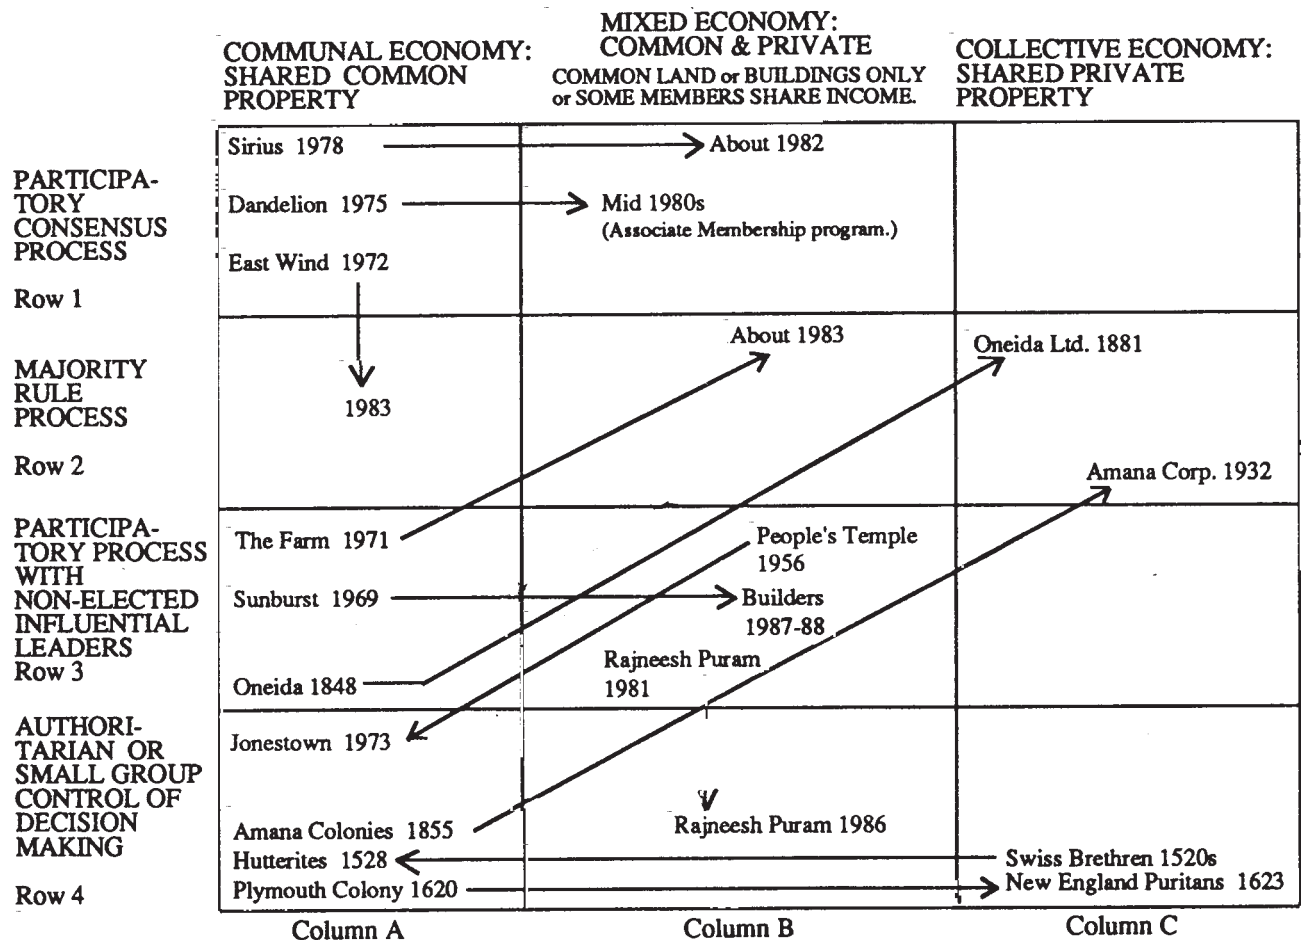 COMMUNAL ECONOMY:
SHARED COMMON
PROPERTY
MIXED ECONOMY:
COMMON & PRIVATE
COMMON LAND or BUILDINGS ONLY
or SOME MEMBERS SHARE INCOME.
COLLECTIVE ECONOMY:
SHARED PRIVATE
PROPERTY
PARTICIPA-
TORY
CONSENSUS
PROCESS
Row 1
Sirius 1978
About 1982
Dandelion 1975
Mid 1980s
(Associate Membership program.)
East Wind 1972
MAJORITY
RULE
PROCESS
Row 2
1983
About 1983
Oneida Ltd. 1881
Amana Corp. 1932
PARTICIPA-
TORY PROCESS
WITH
NON-ELECTED
INFLUENTIAL
LEADERS
Row 3
The Farm 1971
People's Temple
1956
Sunburst 1969
Builders
1987-88
Rajneesh Puram
1981
Oneida 1848
AUTHORI-
TARIAN OR
SMALL GROUP
CONTROL OF
DECISION
MAKING
Row 4
Jonestown 1973
Amana Colonies 1855
Rajneesh Puram 1986
Hutterites 1528
Swiss Brethren 1520s
Plymouth Colony 1620
New England Puritans 1623
Column A
Column B
Column C